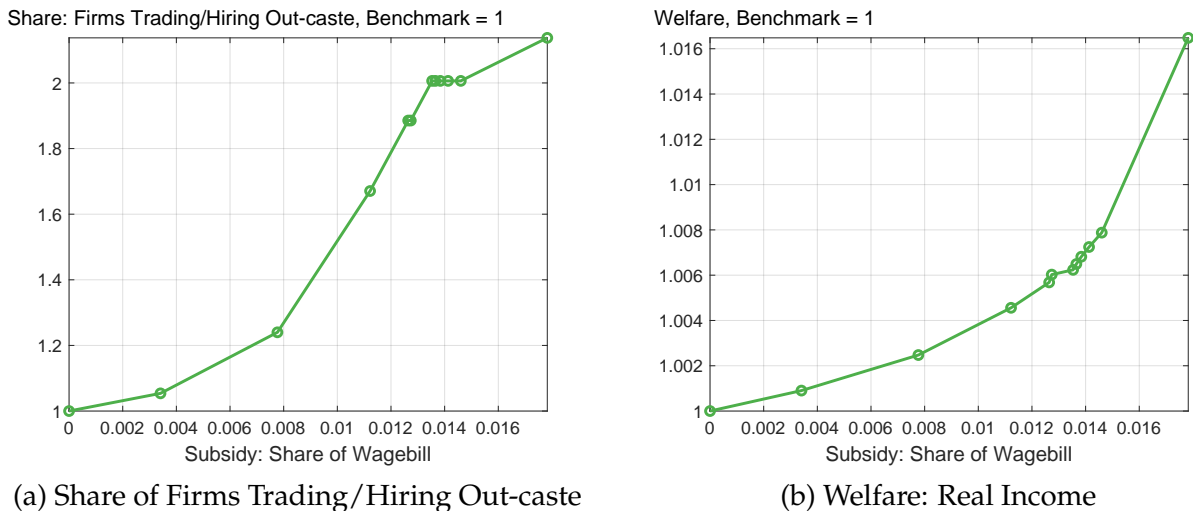 Share: Firms Trading/Hiring Out-caste, Benchmark = 1
2
1.8
1.6
1.4
1.2
1
0 0.002 0.004 0.006 0.008 0.01 0.012 0.014 0.016
Subsidy: Share of Wagebill
(a) Share of Firms Trading/Hiring Out-caste
Welfare, Benchmark = 1
1.016
1.014
1.012
1.01
1.008
1.006
1.004
1.002
1
0 0.002 0.004 0.006 0.008 0.01 0.012 0.014 0.016
Subsidy: Share of Wagebill
(b) Welfare: Real Income